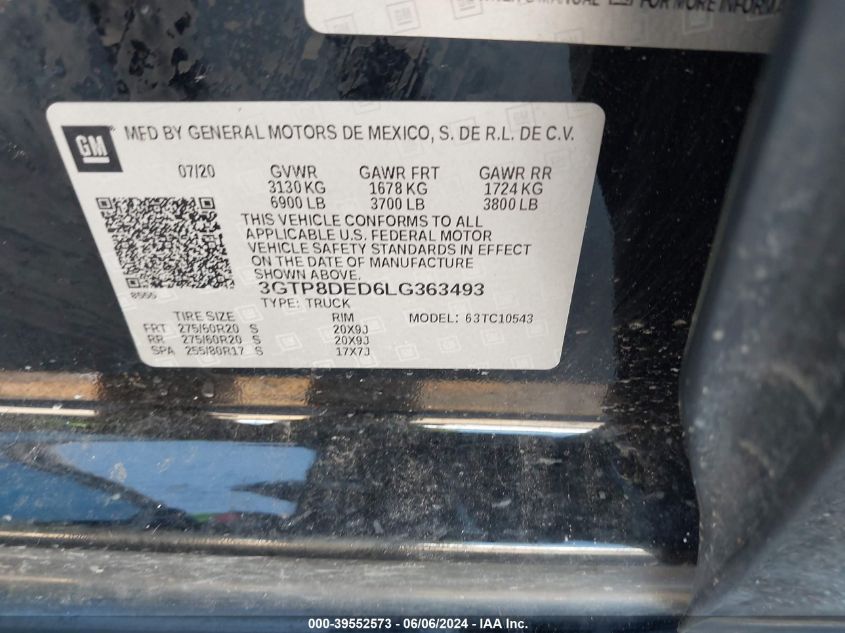 MANUAL GM FOR MORE INFORMA
GM
MFD BY GENERAL MOTORS DE MEXICO, S. DE R.L. DE C.V.
07/20 GVWR GAWR FRT GAWR RR
3130 KG 1678 KG 1724 KG
6900 LB 3700 LB 3800 LB
THIS VEHICLE CONFORMS TO ALL
APPLICABLE U.S. FEDERAL MOTOR
VEHICLE SAFETY STANDARDS IN EFFECT
ON THE DATE OF MANUFACTURE
3GTP8DED6LG363493
TYPE: TRUCK
TIRE SIZE RIM MODEL: 63TC10543
FRT 275/60R20 S 20X9J
RR 275/60R20 S 20X9J
SPA 255/80R17 S 17X7J
000-39552573 - 06/06/2024 - IAA Inc.